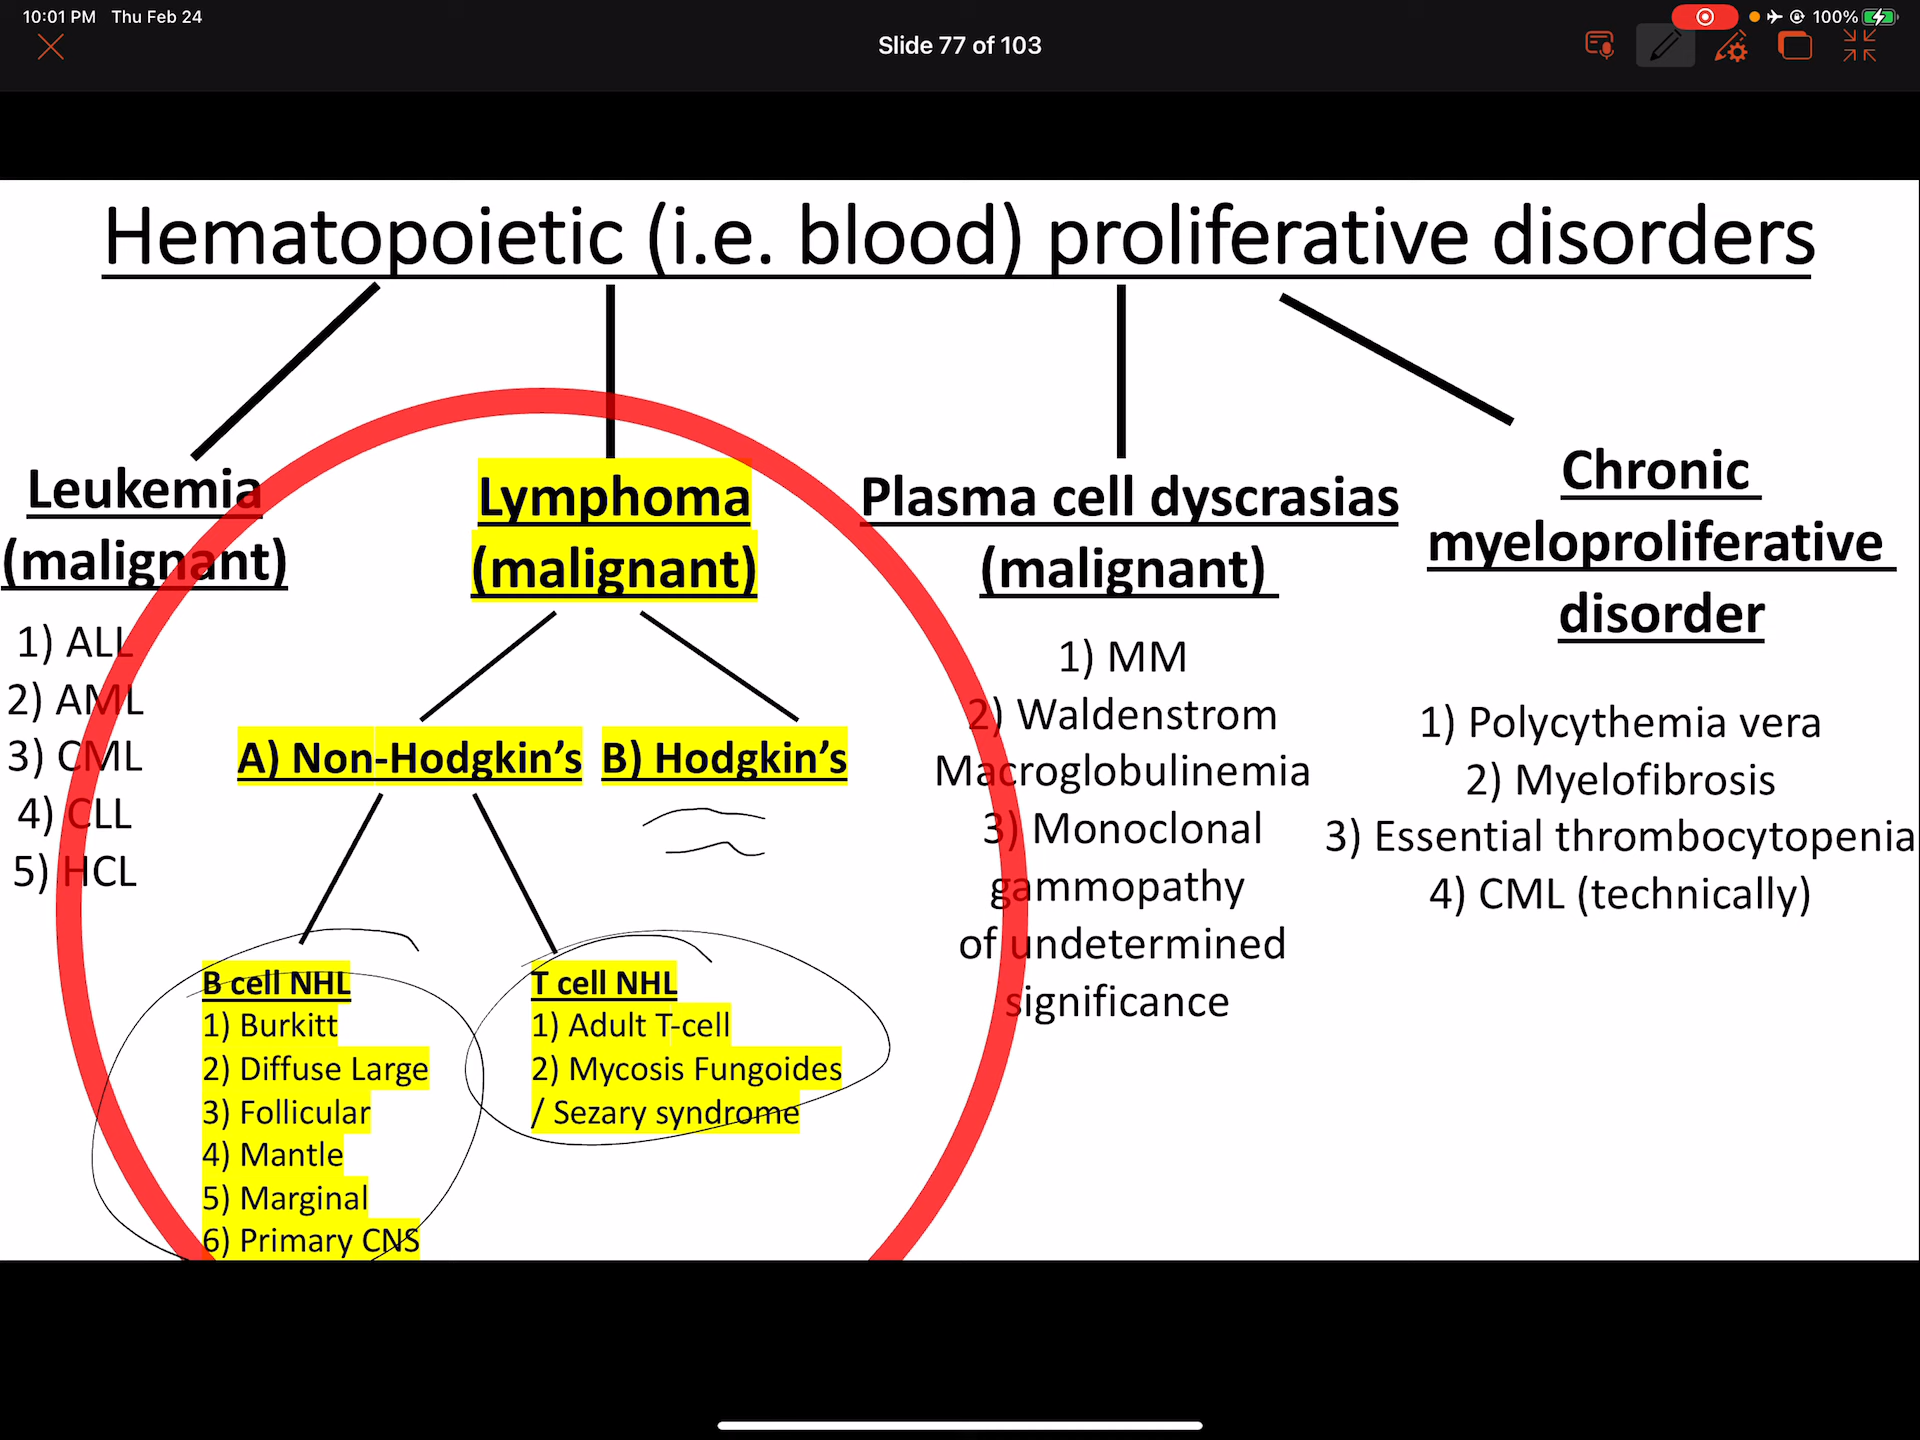 10:01 PM Thu Feb 24
100%
Slide 77 of 103
Hematopoietic (i.e. blood) proliferative disorders
Leukemia
(malignant)
1) ALL
2) AML
3) CML
4) CLL
5) HCL
Lymphoma
(malignant)
A) Non-Hodgkin’s
B) Hodgkin’s
B cell NHL
1) Burkitt
2) Diffuse Large
3) Follicular
4) Mantle
5) Marginal
6) Primary CNS
T cell NHL
1) Adult T-cell
2) Mycosis Fungoides
/ Sezary syndrome
Plasma cell dyscrasias
(malignant)
1) MM
2) Waldenstrom
Macroglobulinemia
3) Monoclonal
gammopathy
of undetermined
significance
Chronic
myeloproliferative
disorder
1) Polycythemia vera
2) Myelofibrosis
3) Essential thrombocytopenia
4) CML (technically)